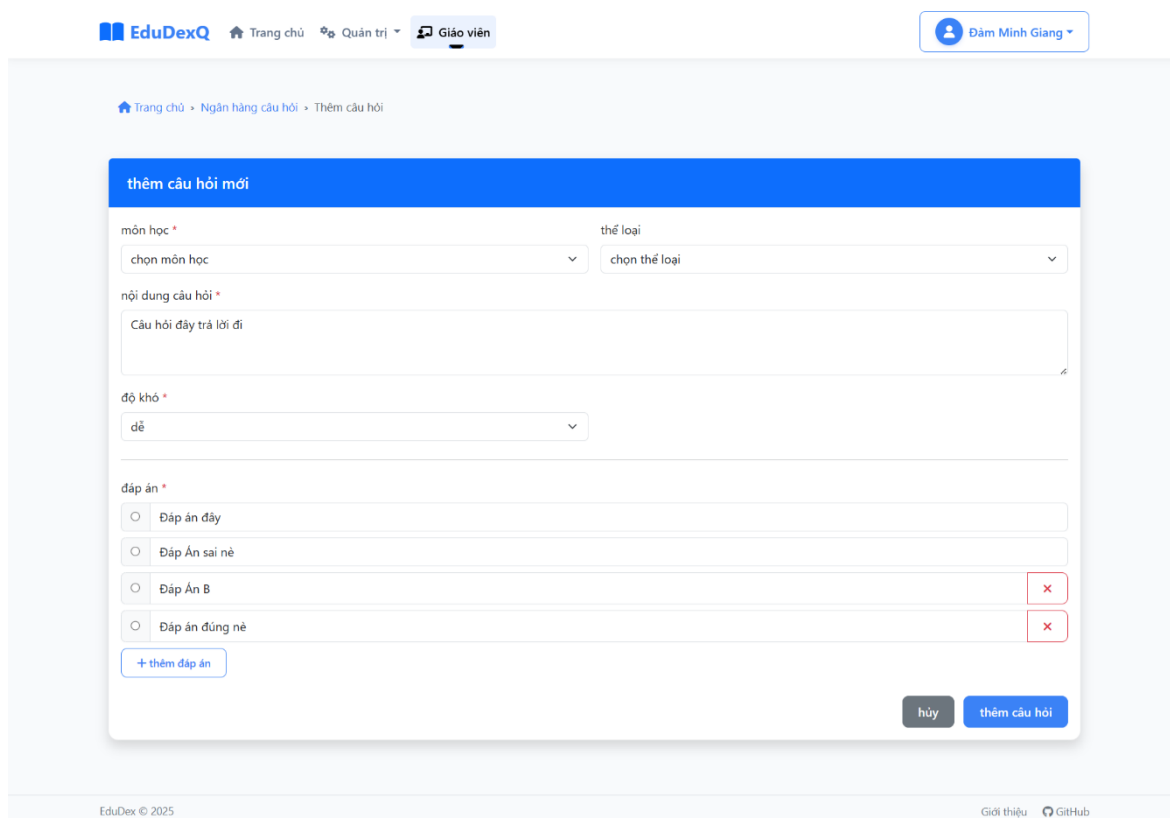 EduDexQ Trang chủ Quản trị Giáo viên Đàm Minh Giang
Trang chủ » Ngân hàng câu hỏi » Thêm câu hỏi
thêm câu hỏi mới
môn học * thể loại
chọn môn học chọn thể loại
nội dung câu hỏi *
Câu hỏi đây trả lời đi
độ khó *
dễ
đáp án *
Đáp án đây
Đáp Án sai nè
Đáp Án B
Đáp án đúng nè
+ thêm đáp án
hủy thêm câu hỏi
EduDex © 2025 Giới thiệu GitHub